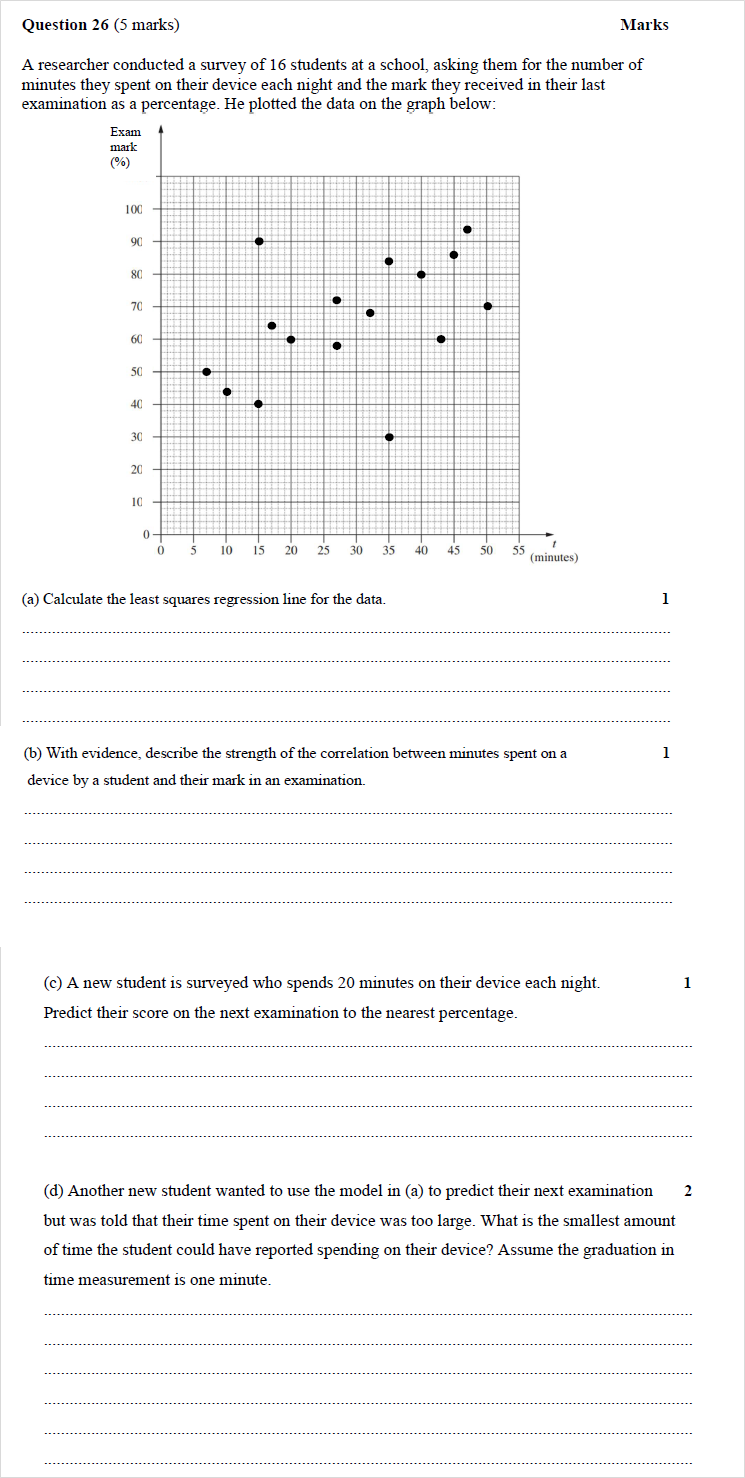 Question 26 (5 marks) Marks
A researcher conducted a survey of 16 students at a school, asking them for the number of
minutes they spent on their device each night and the mark they received in their last
examination as a percentage. He plotted the data on the graph below:
Exam
mark
(%)
100
90
80
70
60
50
40
30
20
10
0
0 5 10 15 20 25 30 35 40 45 50 55
t
(minutes)
(a) Calculate the least squares regression line for the data. 1
(b) With evidence, describe the strength of the correlation between minutes spent on a 1
device by a student and their mark in an examination.
(c) A new student is surveyed who spends 20 minutes on their device each night. 1
Predict their score on the next examination to the nearest percentage.
(d) Another new student wanted to use the model in (a) to predict their next examination 2
but was told that their time spent on their device was too large. What is the smallest amount
of time the student could have reported spending on their device? Assume the graduation in
time measurement is one minute.